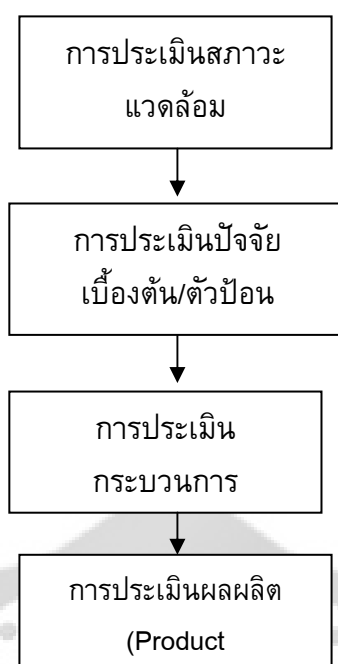 การประเมินสภาวะ
แวดล้อม
การประเมินปัจจัย
เบื้องต้น/ตัวป้อน
การประเมิน
กระบวนการ
การประเมินผลผลิต
(Product